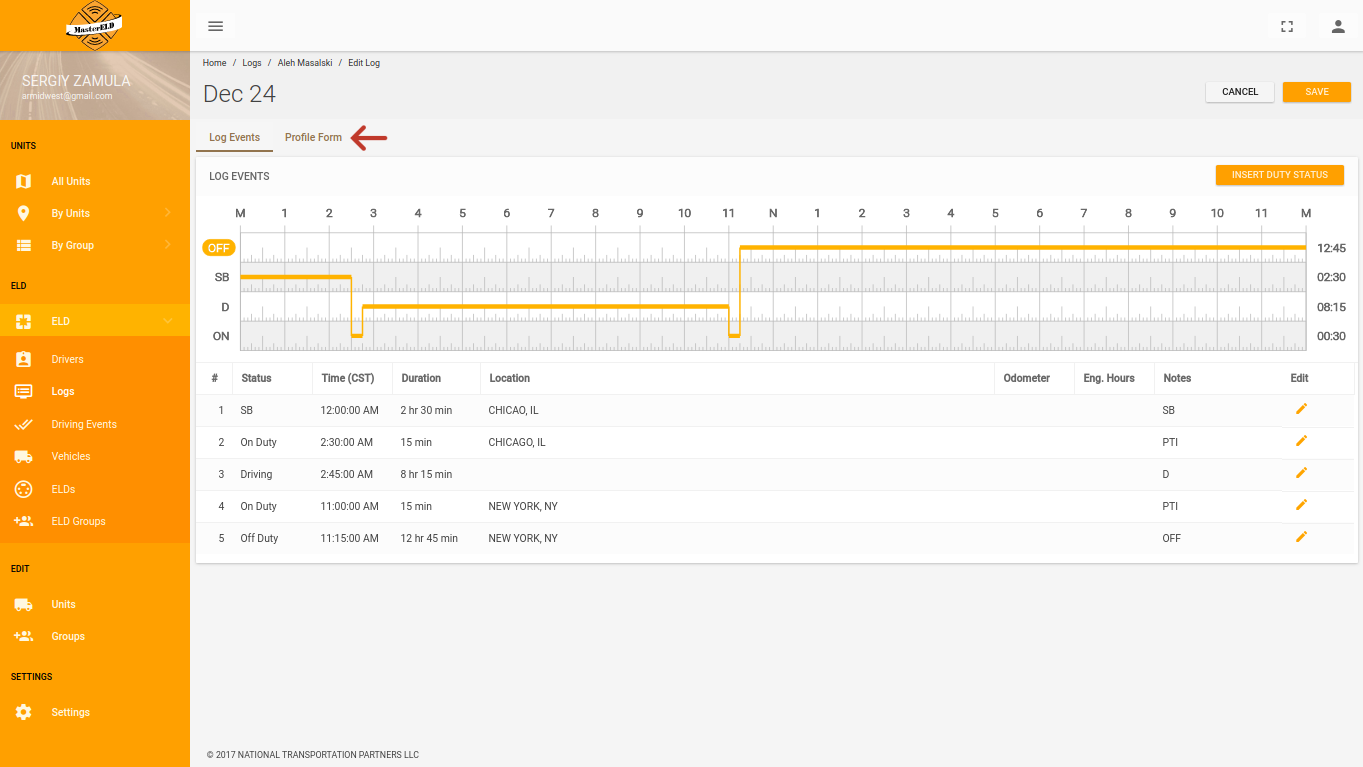 MasterELD
SERGIY ZAMULA
armidwest@gmail.com
UNITS
All Units
By Units
By Group
ELD
ELD
Drivers
Logs
Driving Events
Vehicles
ELDs
ELD Groups
EDIT
Units
Groups
SETTINGS
Settings
Home / Logs / Aleh Masalski / Edit Log
Dec 24
CANCEL
SAVE
Log Events
Profile Form
LOG EVENTS
INSERT DUTY STATUS
M 1 2 3 4 5 6 7 8 9 10 11 N 1 2 3 4 5 6 7 8 9 10 11 M
OFF 12:45
SB 02:30
D 08:15
ON 00:30
# Status Time (CST) Duration Location Odometer Eng. Hours Notes Edit
1 SB 12:00:00 AM 2 hr 30 min CHICAO, IL SB
2 On Duty 2:30:00 AM 15 min CHICAGO, IL PTI
3 Driving 2:45:00 AM 8 hr 15 min D
4 On Duty 11:00:00 AM 15 min NEW YORK, NY PTI
5 Off Duty 11:15:00 AM 12 hr 45 min NEW YORK, NY OFF
© 2017 NATIONAL TRANSPORTATION PARTNERS LLC